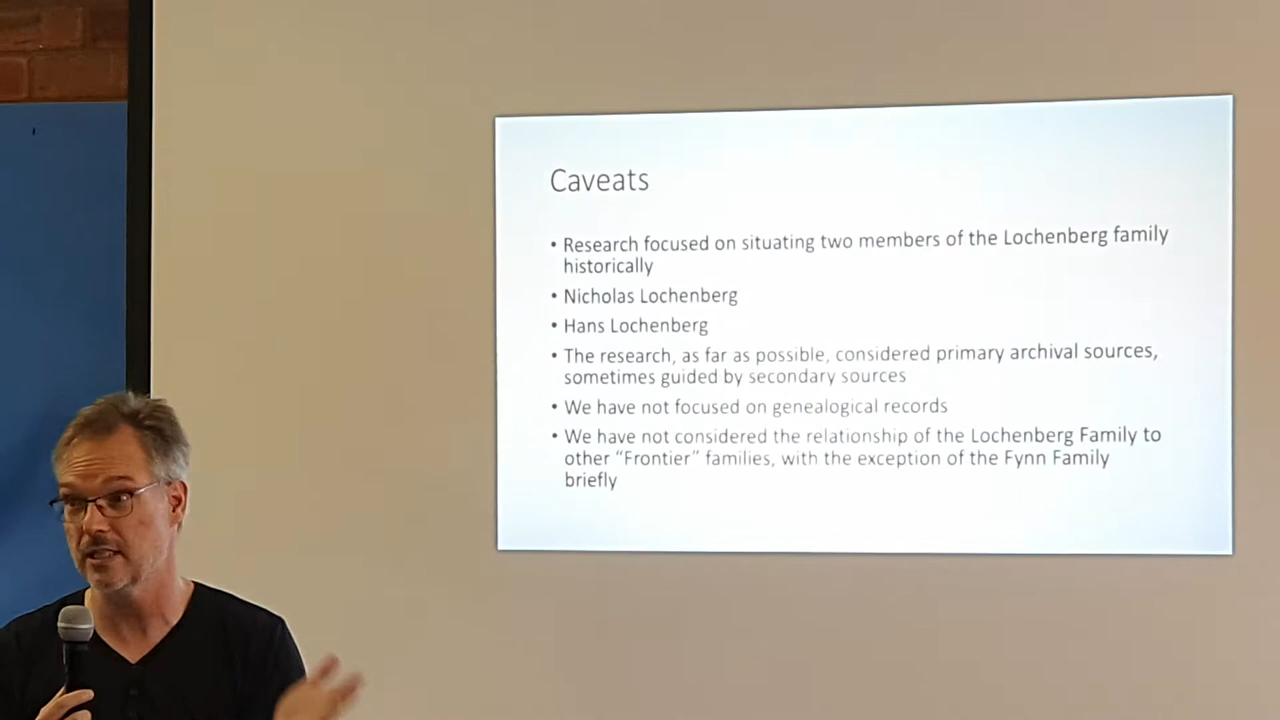 Caveats
• Research focused on situating two members of the Lochenberg family
historically
• Nicholas Lochenberg
• Hans Lochenberg
• The research, as far as possible, considered primary archival sources,
sometimes guided by secondary sources
• We have not focused on genealogical records
• We have not considered the relationship of the Lochenberg Family to
other “Frontier” families, with the exception of the Fynn Family
briefly